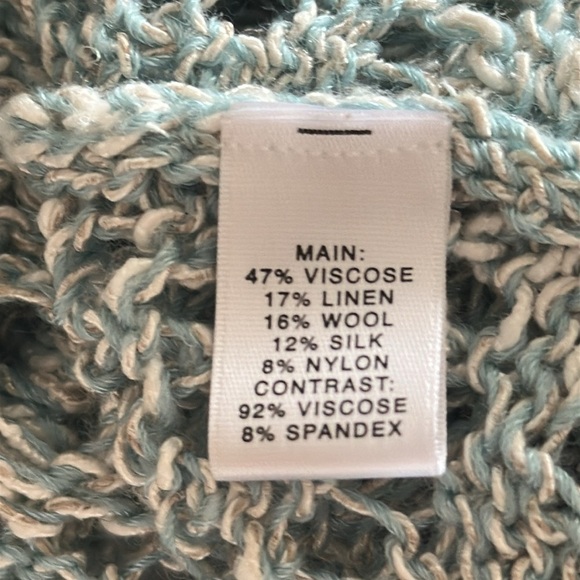 MAIN:
47% VISCOSE
17% LINEN
16% WOOL
12% SILK
8% NYLON
CONTRAST:
92% VISCOSE
8% SPANDEX